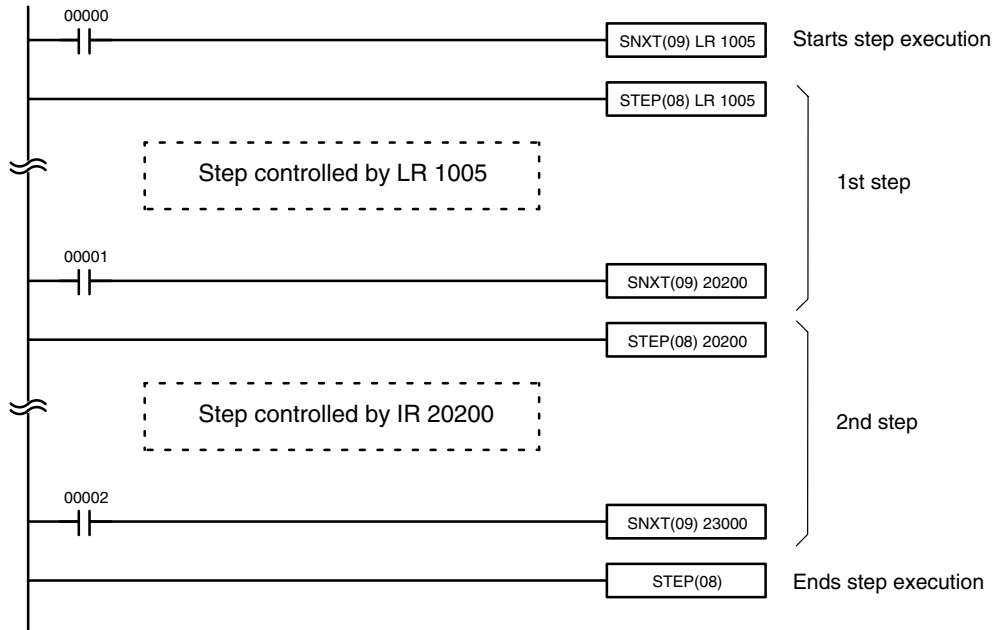 00000
SNXT(09) LR 1005 Starts step execution
STEP(08) LR 1005
Step controlled by LR 1005
1st step
00001
SNXT(09) 20200
STEP(08) 20200
Step controlled by IR 20200
2nd step
00002
SNXT(09) 23000
STEP(08) Ends step execution